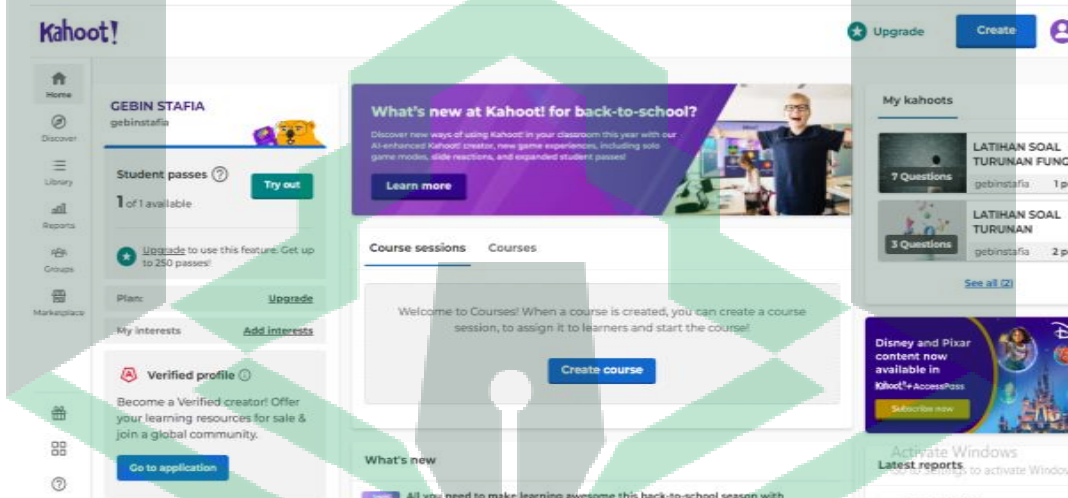 Kahoot!
Upgrade
Create
Home
Discover
Library
Reports
Groups
Marketplace
GEBIN STAFIA
gebinstafia
Student passes
Try out
1 of 1 available
Upgrade to use this feature. Get up
to 250 passes!
Plan:
Upgrade
My interests
Add interests
Verified profile
Become a Verified creator! Offer
your learning resources for sale &
join a global community.
Go to application
What's new at Kahoot! for back-to-school?
Discover new ways of using Kahoot! in your classroom this year with our
AI-enhanced Kahoot! creator, new game experiences, including solo
game modes, slide reactions, and expanded student passes!
Learn more
Course sessions
Courses
Welcome to Courses! When a course is created, you can create a course
session, to assign it to learners and start the course!
Create course
What's new
All you need to make learning awesome this back-to-school season with
My kahoots
7 Questions
LATIHAN SOAL
TURUNAN FUNG
gebinstafia
1 p
3 Questions
LATIHAN SOAL
TURUNAN
gebinstafia
2 p
See all (2)
Disney and Pixar
content now
available in
Kahoot!+ AccessPass
Subscribe now
Activate Windows
Go to Settings to activate Window
Latest reports